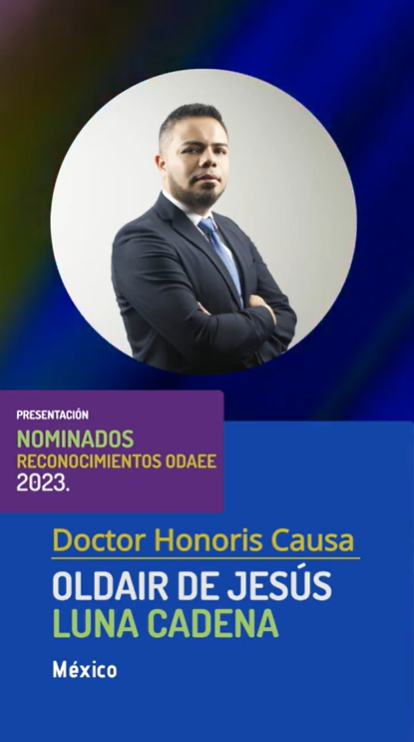 PRESENTACIÓN
NOMINADOS
RECONOCIMIENTOS ODAEE
2023.
Doctor Honoris Causa
OLDAIR DE JESÚS
LUNA CADENA
México